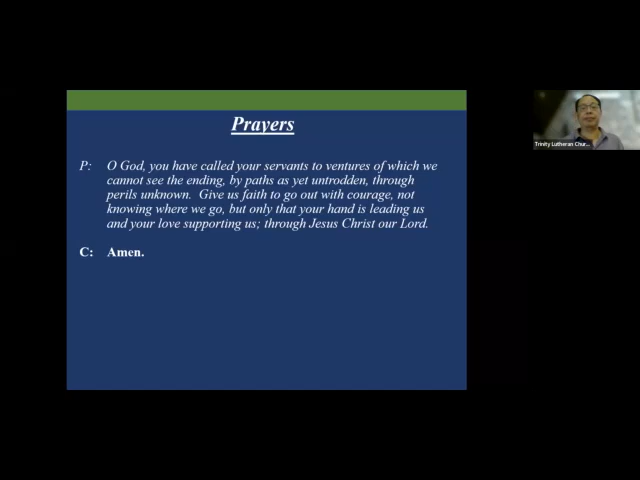 Prayers
P: O God, you have called your servants to ventures of which we
cannot see the ending, by paths as yet untrodden, through
perils unknown. Give us faith to go out with courage, not
knowing where we go, but only that your hand is leading us
and your love supporting us; through Jesus Christ our Lord.
C: Amen.
Trinity Lutheran Chur...